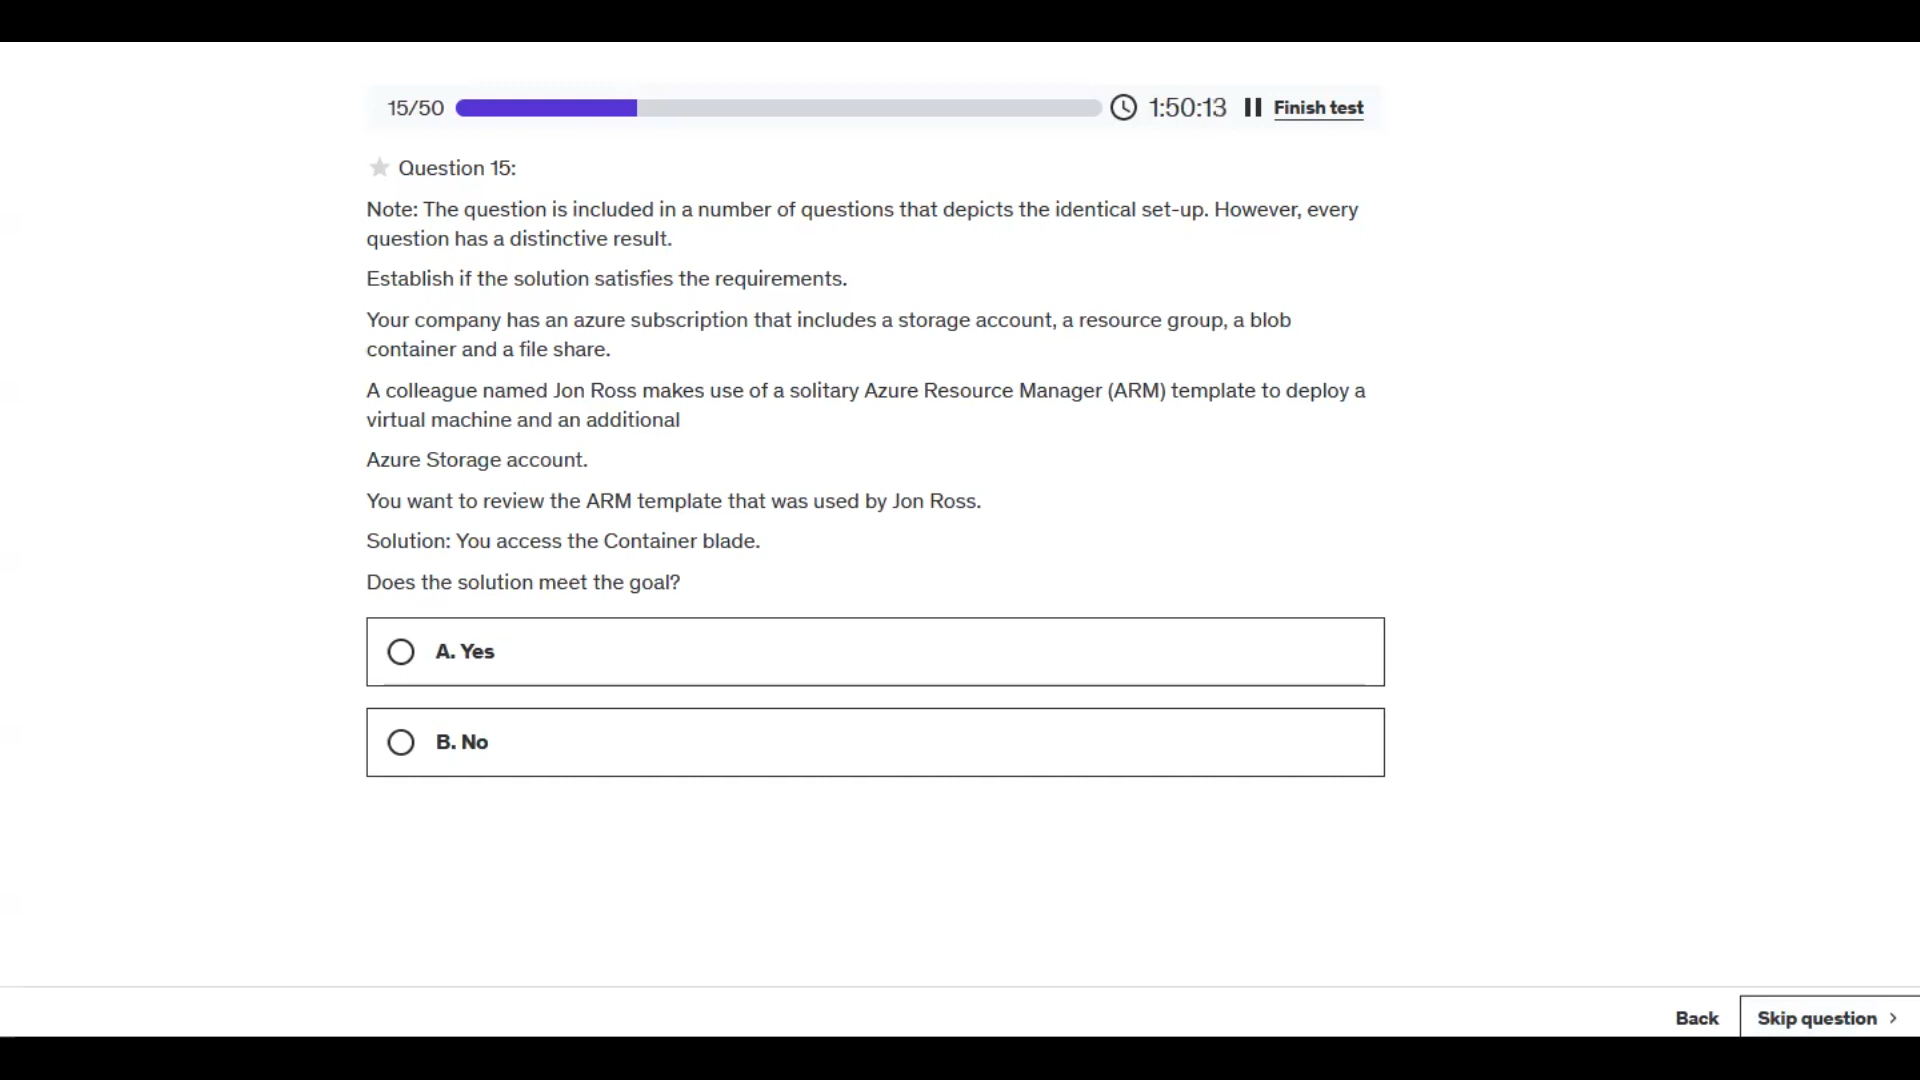 15/50 1:50:13 Finish test
Question 15:
Note: The question is included in a number of questions that depicts the identical set-up. However, every
question has a distinctive result.
Establish if the solution satisfies the requirements.
Your company has an azure subscription that includes a storage account, a resource group, a blob
container and a file share.
A colleague named Jon Ross makes use of a solitary Azure Resource Manager (ARM) template to deploy a
virtual machine and an additional
Azure Storage account.
You want to review the ARM template that was used by Jon Ross.
Solution: You access the Container blade.
Does the solution meet the goal?
A. Yes
B. No
Back Skip question